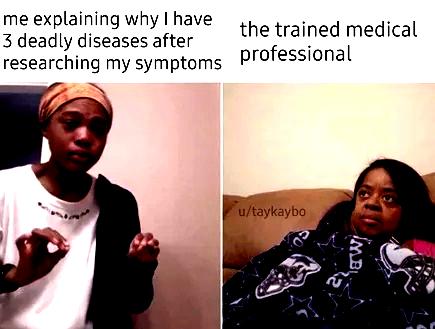 me explaining why I have
3 deadly diseases after
researching my symptoms
the trained medical
professional
u/taykaybo